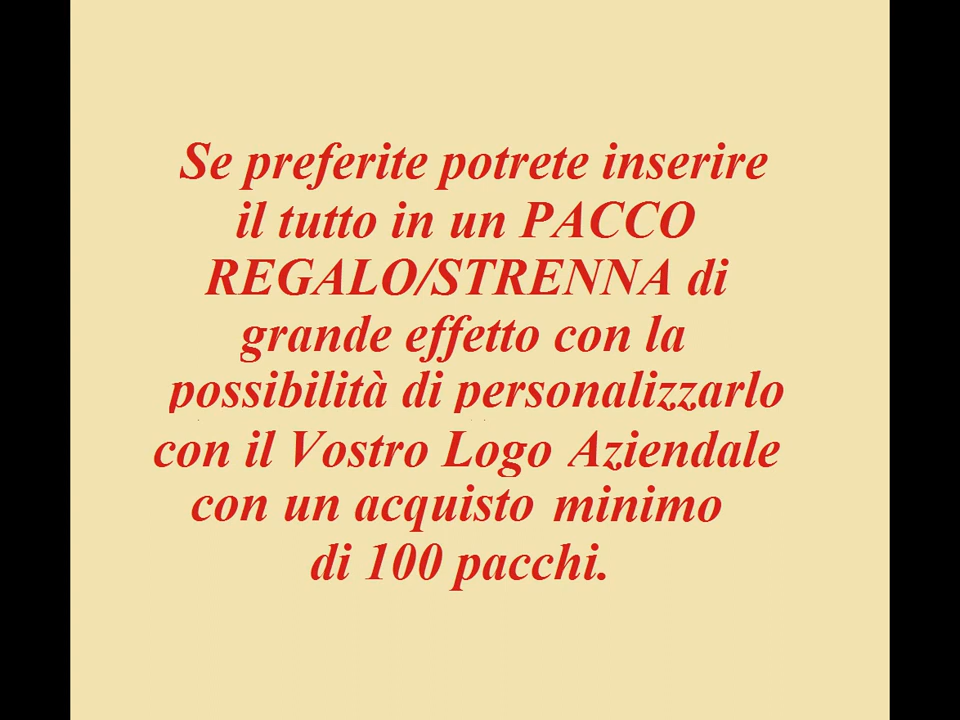 Se preferite potrete inserire
il tutto in un PACCO
REGALO/STRENNA di
grande effetto con la
possibilità di personalizzarlo
con il Vostro Logo Aziendale
con un acquisto minimo
di 100 pacchi.